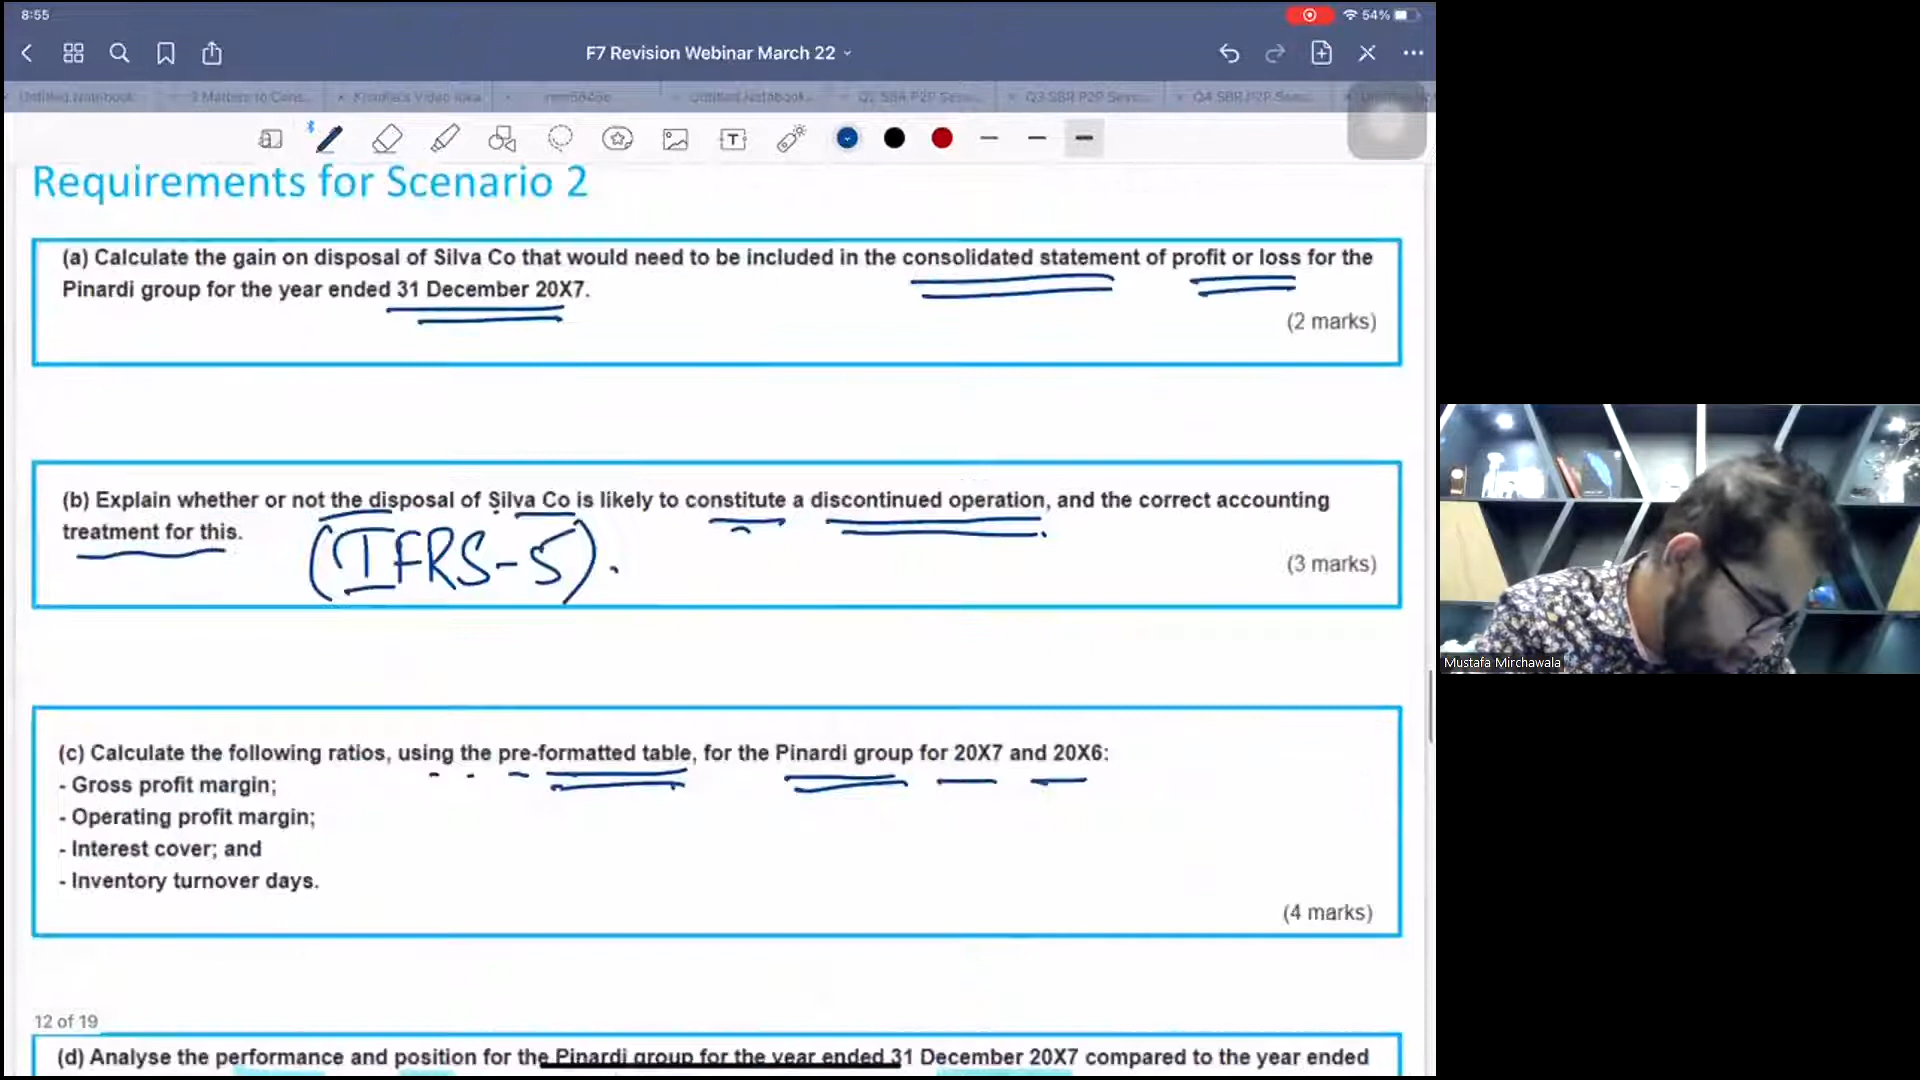 8:55
54%
F7 Revision Webinar March 22
Untitled Notebook
Requirements for Scenario 2
(a) Calculate the gain on disposal of Silva Co that would need to be included in the consolidated statement of profit or loss for the
Pinardi group for the year ended 31 December 20X7.
(2 marks)
(b) Explain whether or not the disposal of Silva Co is likely to constitute a discontinued operation, and the correct accounting
treatment for this.
(IFRS-5).
(3 marks)
(c) Calculate the following ratios, using the pre-formatted table, for the Pinardi group for 20X7 and 20X6:
- Gross profit margin;
- Operating profit margin;
- Interest cover; and
- Inventory turnover days.
(4 marks)
12 of 19
(d) Analyse the performance and position for the Pinardi group for the year ended 31 December 20X7 compared to the year ended
Mustafa Mirchawala